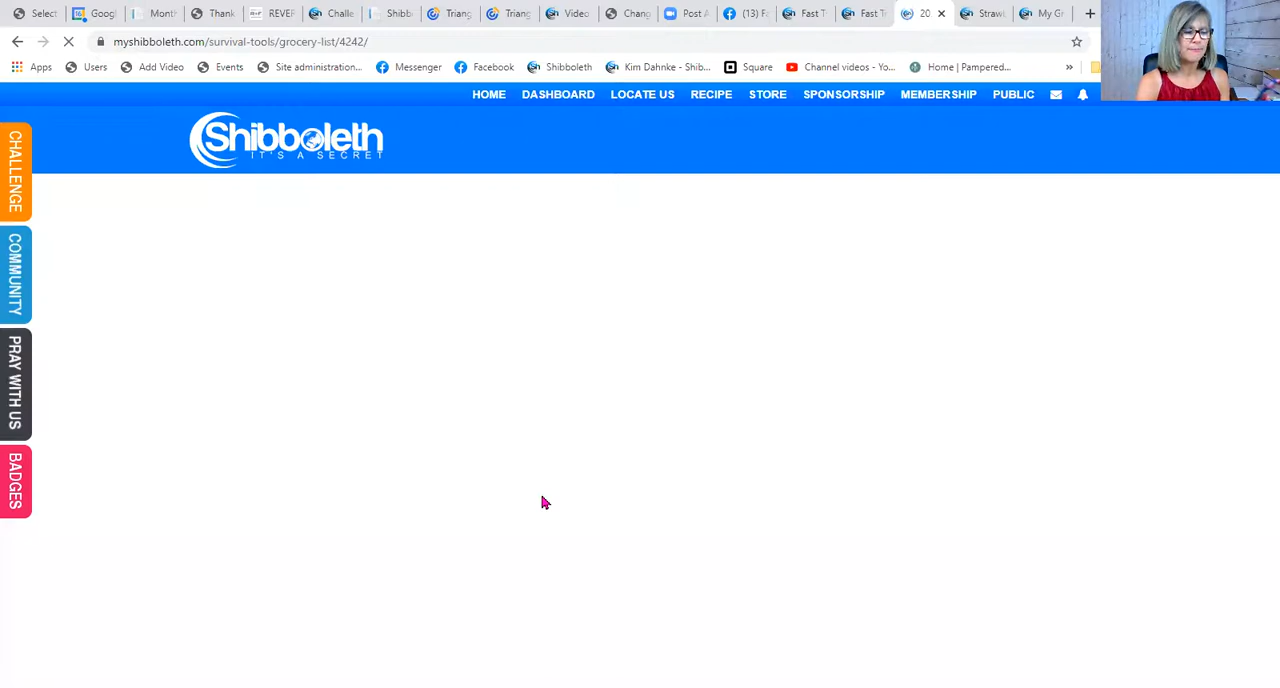 Select
Googl
Month
Thank
REVER
Challe
Shibb
Triang
Triang
Video
Chang
Post A
(13) Fa
Fast T
Fast Tr
20
Strawl
My Gr
myshibboleth.com/survival-tools/grocery-list/4242/
Apps
Users
Add Video
Events
Site administration...
Messenger
Facebook
Shibboleth
Kim Dahnke - Shib...
Square
Channel videos - Yo...
Home | Pampered...
»
HOME
DASHBOARD
LOCATE US
RECIPE
STORE
SPONSORSHIP
MEMBERSHIP
PUBLIC
Shibboleth
IT'S A SECRET
CHALLENGE
COMMUNITY
PRAY WITH US
BADGES